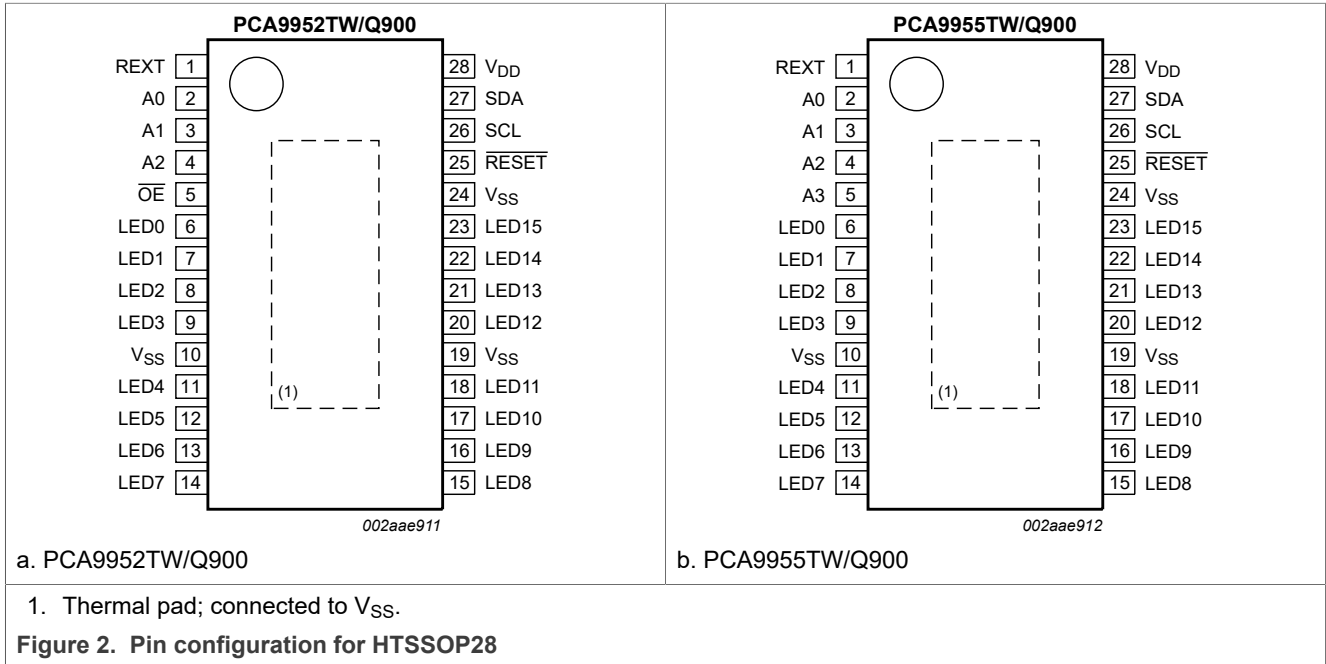 PCA9952TW/Q900
REXT 1
A0 2
A1 3
A2 4
OE 5
LED0 6
LED1 7
LED2 8
LED3 9
VSS 10
LED4 11
LED5 12
LED6 13
LED7 14
28 VDD
27 SDA
26 SCL
25 RESET
24 VSS
23 LED15
22 LED14
21 LED13
20 LED12
19 VSS
18 LED11
17 LED10
16 LED9
15 LED8
(1)
002aae911
a. PCA9952TW/Q900
PCA9955TW/Q900
REXT 1
A0 2
A1 3
A2 4
A3 5
LED0 6
LED1 7
LED2 8
LED3 9
VSS 10
LED4 11
LED5 12
LED6 13
LED7 14
28 VDD
27 SDA
26 SCL
25 RESET
24 VSS
23 LED15
22 LED14
21 LED13
20 LED12
19 VSS
18 LED11
17 LED10
16 LED9
15 LED8
(1)
002aae912
b. PCA9955TW/Q900
1. Thermal pad; connected to VSS.
Figure 2. Pin configuration for HTSSOP28